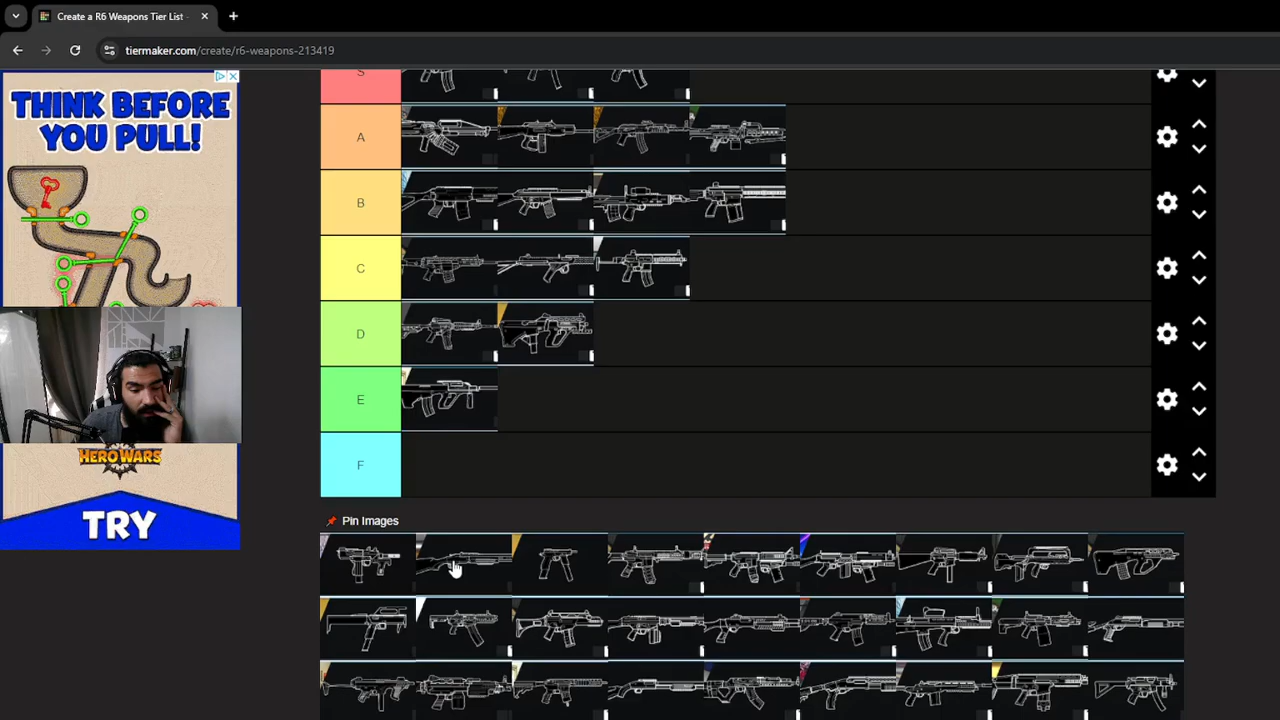 Create a R6 Weapons Tier List -
tiermaker.com/create/r6-weapons-213419
THINK BEFORE
YOU PULL!
S
A
B
C
D
E
F
HERO WARS
TRY
Pin Images